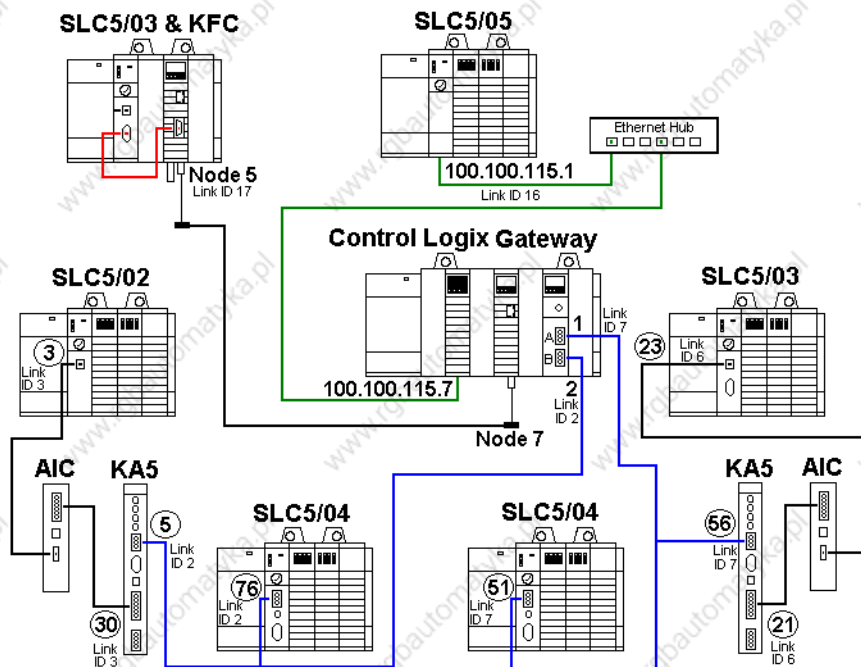 SLC5/03 & KFC
SLC5/05
Ethernet Hub
100.100.115.1
Link ID 16
Node 5
Link ID 17
Control Logix Gateway
SLC5/02
SLC5/03
3
Link
ID 3
1
Link
ID 7
A
B
23
Link
ID 6
100.100.115.7
2
Link
ID 2
Node 7
AIC
KA5
KA5
AIC
SLC5/04
SLC5/04
5
Link
ID 2
56
Link
ID 7
76
Link
ID 2
51
Link
ID 7
30
Link
ID 3
21
Link
ID 6
www.rgbautomatyka.pl